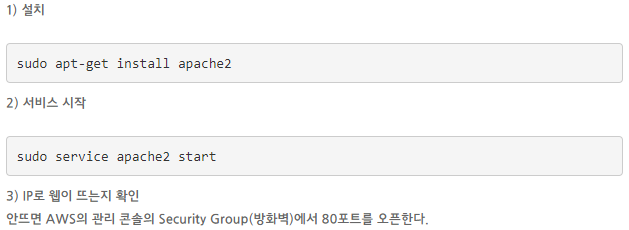 1) 설치
sudo apt-get install apache2
2) 서비스 시작
sudo service apache2 start
3) IP로 웹이 뜨는지 확인
안뜨면 AWS의 관리 콘솔의 Security Group(방화벽)에서 80포트를 오픈한다.